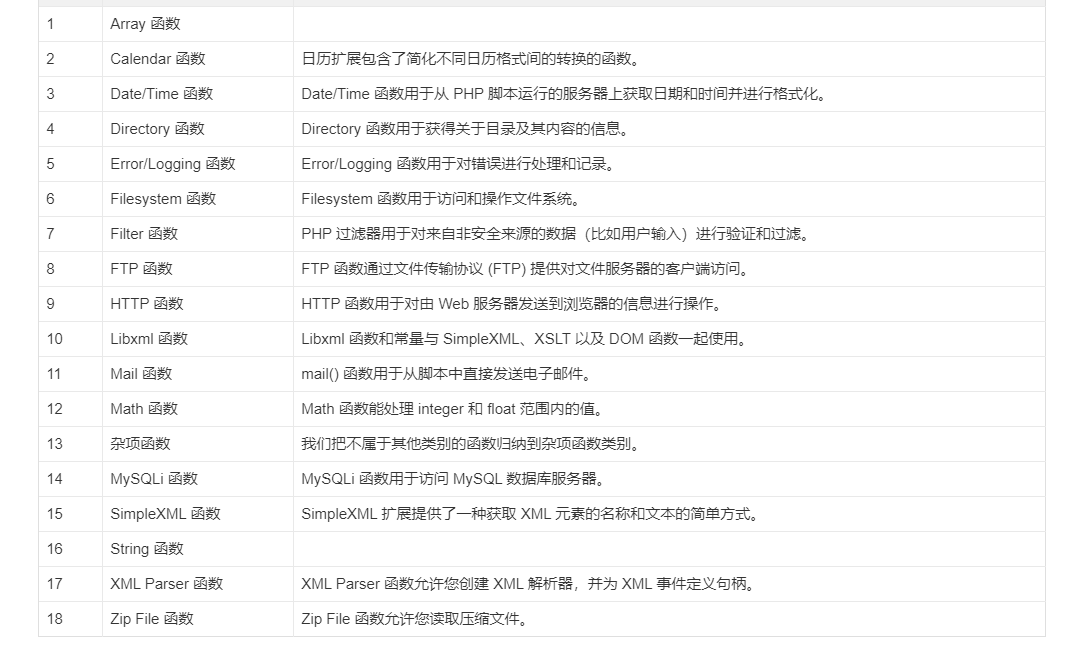 1 Array 函数
2 Calendar 函数 日历扩展包含了简化不同日历格式间的转换的函数。
3 Date/Time 函数 Date/Time 函数用于从 PHP 脚本运行的服务器上获取日期和时间并进行格式化。
4 Directory 函数 Directory 函数用于获得关于目录及其内容的信息。
5 Error/Logging 函数 Error/Logging 函数用于对错误进行处理和记录。
6 Filesystem 函数 Filesystem 函数用于访问和操作文件系统。
7 Filter 函数 PHP 过滤器用于对来自非安全来源的数据（比如用户输入）进行验证和过滤。
8 FTP 函数 FTP 函数通过文件传输协议 (FTP) 提供对文件服务器的客户端访问。
9 HTTP 函数 HTTP 函数用于对由 Web 服务器发送到浏览器的信息进行操作。
10 Libxml 函数 Libxml 函数和常量与 SimpleXML、XSLT 以及 DOM 函数一起使用。
11 Mail 函数 mail() 函数用于从脚本中直接发送电子邮件。
12 Math 函数 Math 函数能处理 integer 和 float 范围内的值。
13 杂项函数 我们把不属于其他类别的函数归纳到杂项函数类别。
14 MySQLi 函数 MySQLi 函数用于访问 MySQL 数据库服务器。
15 SimpleXML 函数 SimpleXML 扩展提供了一种获取 XML 元素的名称和文本的简单方式。
16 String 函数
17 XML Parser 函数 XML Parser 函数允许您创建 XML 解析器，并为 XML 事件定义句柄。
18 Zip File 函数 Zip File 函数允许您读取压缩文件。